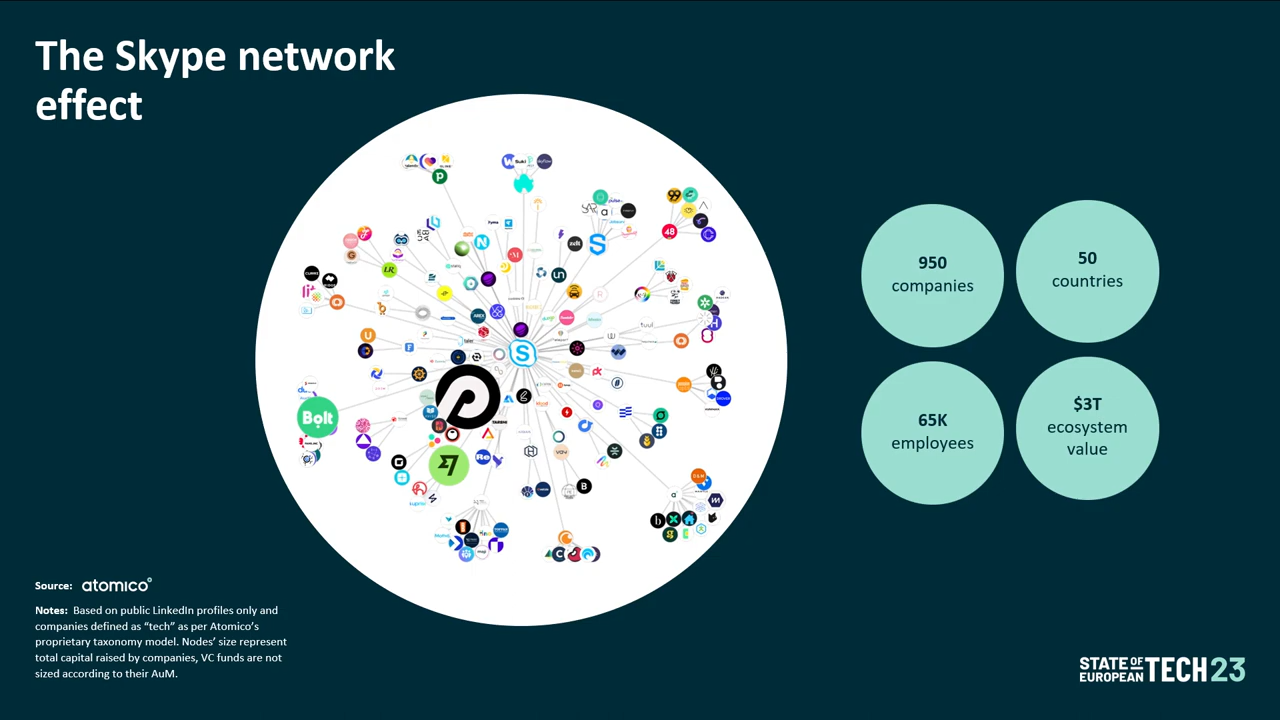 The Skype network
effect
950
companies
50
countries
65K
employees
$3T
ecosystem
value
Bolt
Source: atomico
Notes: Based on public LinkedIn profiles only and
companies defined as “tech” as per Atomico’s
proprietary taxonomy model. Nodes’ size represent
total capital raised by companies, VC funds are not
sized according to their AuM.
STATE OF
EUROPEAN
TECH 23